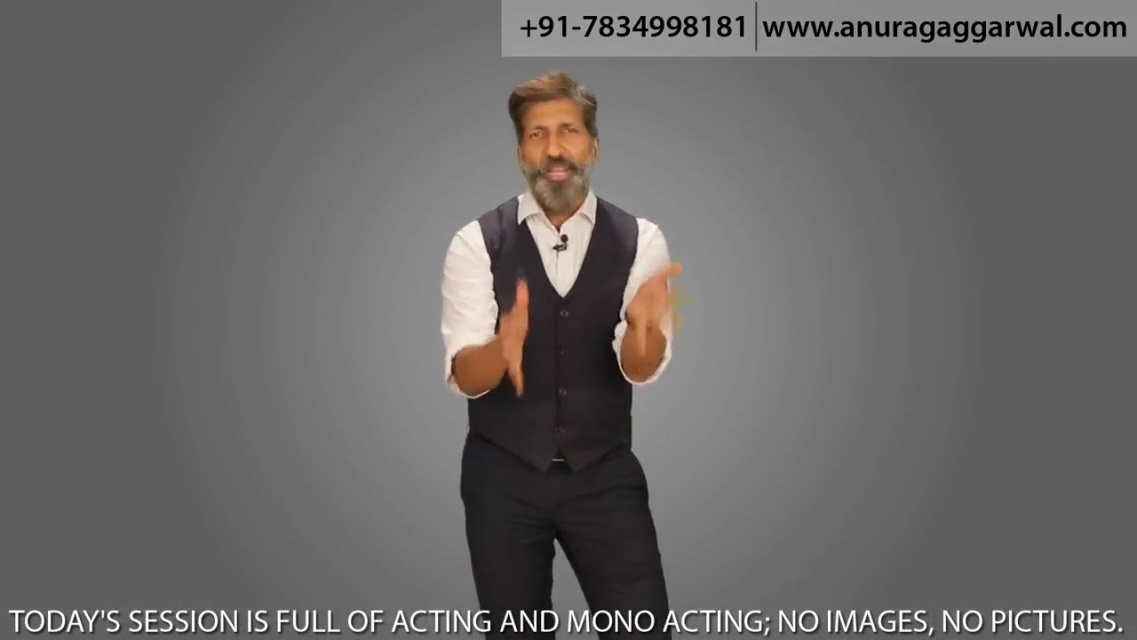 +91-7834998181 | www.anuragaggarwal.com
TODAY'S SESSION IS FULL OF ACTING AND MONO ACTING; NO IMAGES, NO PICTURES.